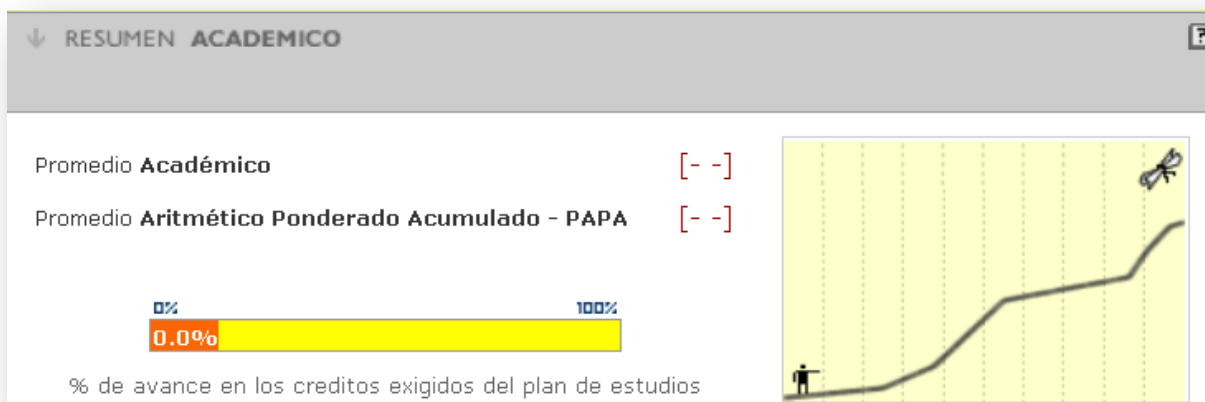 RESUMEN ACADEMICO
?
Promedio Académico [- -]
Promedio Aritmético Ponderado Acumulado - PAPA [- -]
0% 100%
0.0%
% de avance en los creditos exigidos del plan de estudios